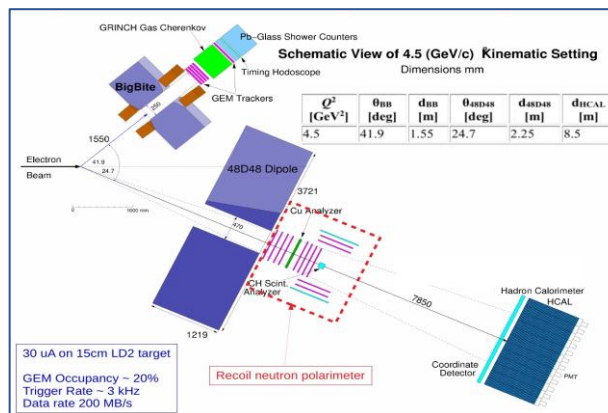 GRINCH Gas Cherenkov
Pb-Glass Shower Counters
Schematic View of 4.5 (GeV/c)² Kinematic Setting
Dimensions mm
Timing Hodoscope
GEM Trackers
BigBite
250
Q² [GeV²] θBB [deg] dBB [m] θ48D48 [deg] d48D48 [m] dHCAL [m]
4.5 41.9 1.55 24.7 2.25 8.5
1550
Electron
Beam
41.9
24.7
48D48 Dipole
3721
1000 mm
470
Cu Analyzer
CH Scint.
Analyzer
1219
7850
Hadron Calorimeter
HCAL
Coordinate
Detector
PMT
Recoil neutron polarimeter
30 uA on 15cm LD2 target
GEM Occupancy ~ 20%
Trigger Rate ~ 3 kHz
Data rate 200 MB/s